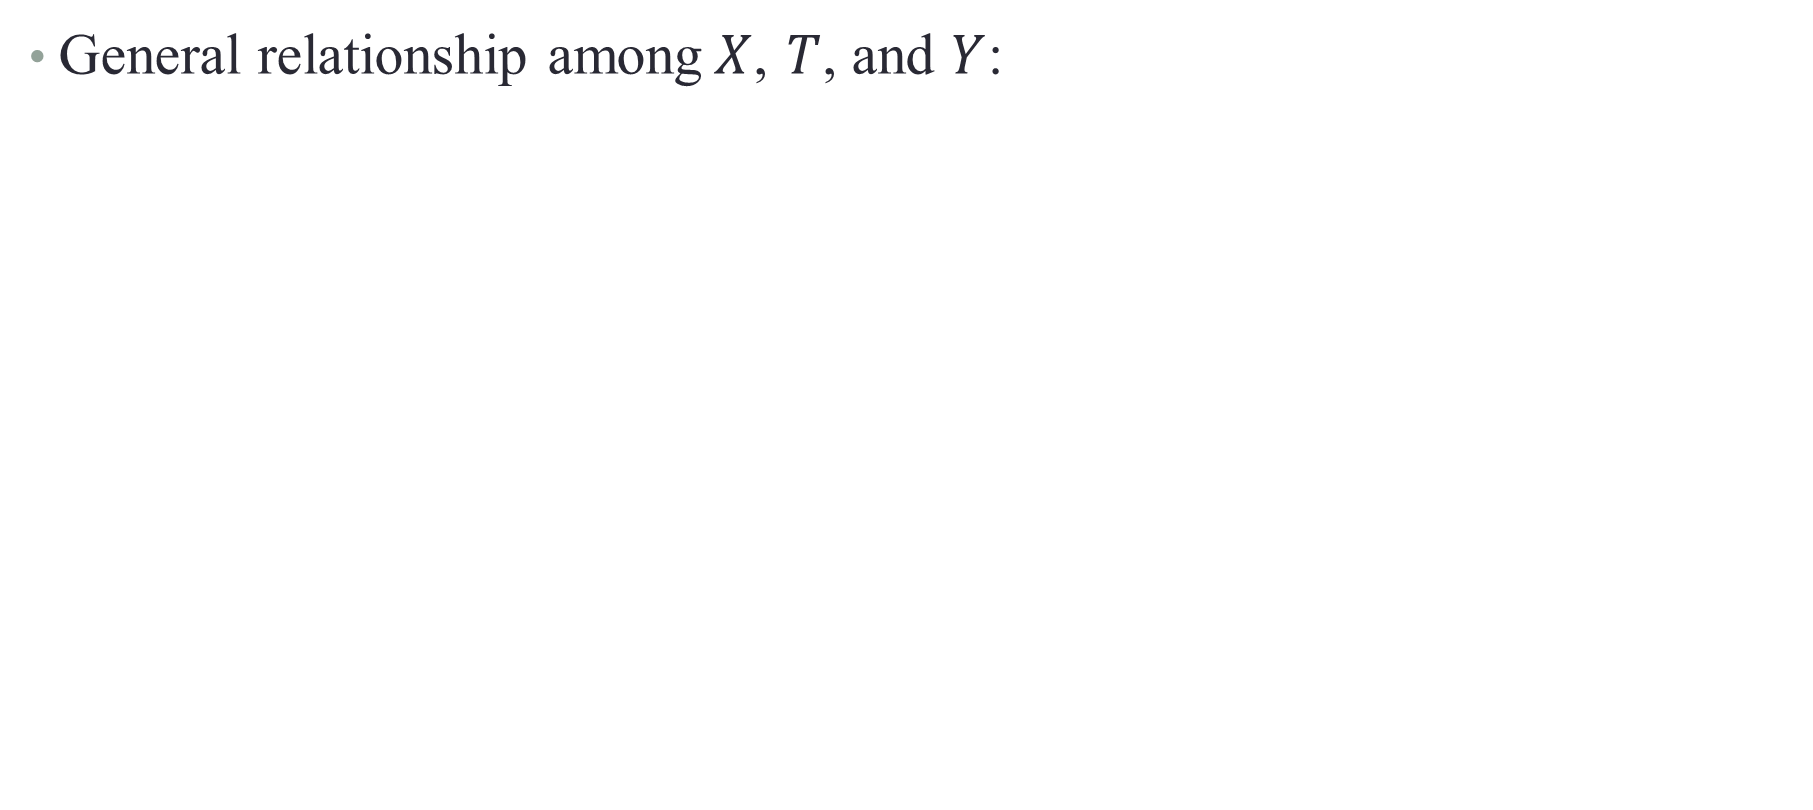 • General relationship among X, T, and Y: